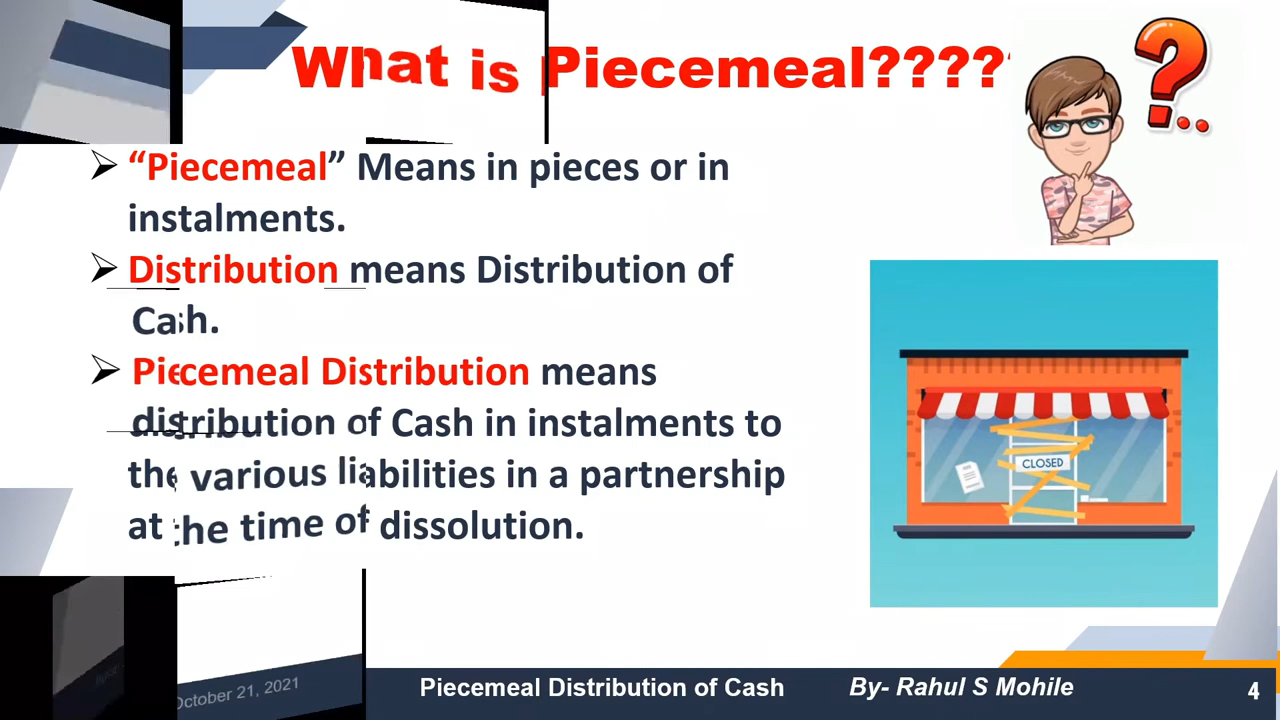 What is Piecemeal????
“Piecemeal” Means in pieces or in
instalments.
Distribution means Distribution of
Cash.
Piecemeal Distribution means
distribution of Cash in instalments to
the various liabilities in a partnership
at the time of dissolution.
CLOSED
October 21, 2021
Piecemeal Distribution of Cash
By- Rahul S Mohile
4